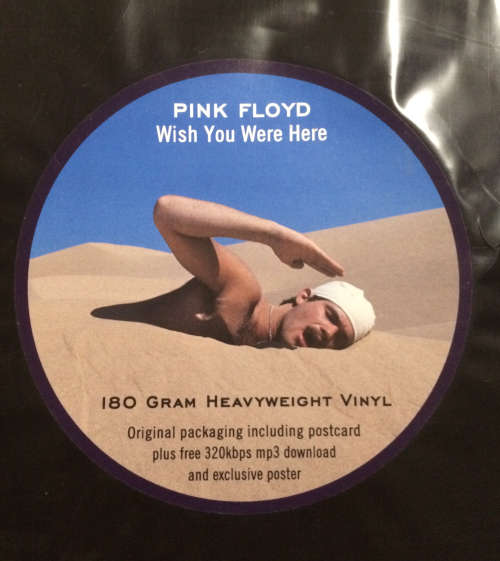 PINK FLOYD
Wish You Were Here
180 GRAM HEAVYWEIGHT VINYL
Original packaging including postcard
plus free 320kbps mp3 download
and exclusive poster